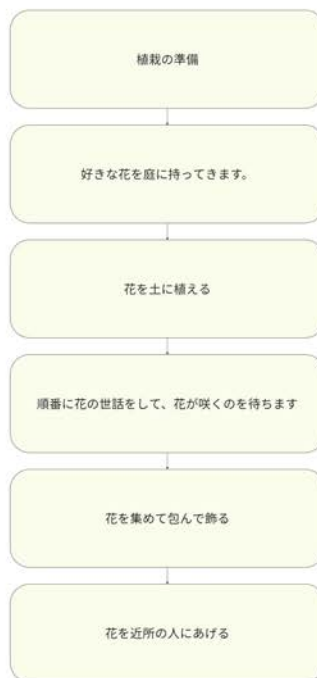 植栽の準備
好きな花を庭に持ってきます。
花を土に植える
順番に花の世話をして、花が咲くのを待ちます
花を集めて包んで飾る
花を近所の人にあげる